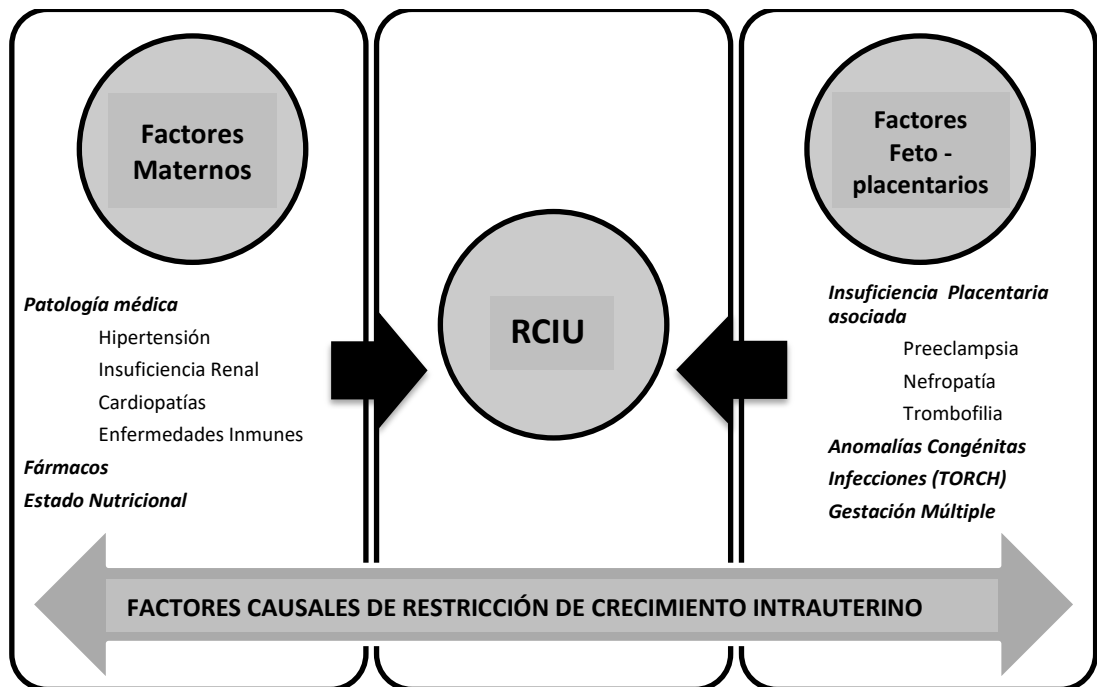 Factores
Maternos
Patología médica
Hipertensión
Insuficiencia Renal
Cardiopatías
Enfermedades Inmunes
Fármacos
Estado Nutricional
RCIU
Factores
Feto -
placentarios
Insuficiencia Placentaria
asociada
Preeclampsia
Nefropatía
Trombofilia
Anomalías Congénitas
Infecciones (TORCH)
Gestación Múltiple
FACTORES CAUSALES DE RESTRICCIÓN DE CRECIMIENTO INTRAUTERINO